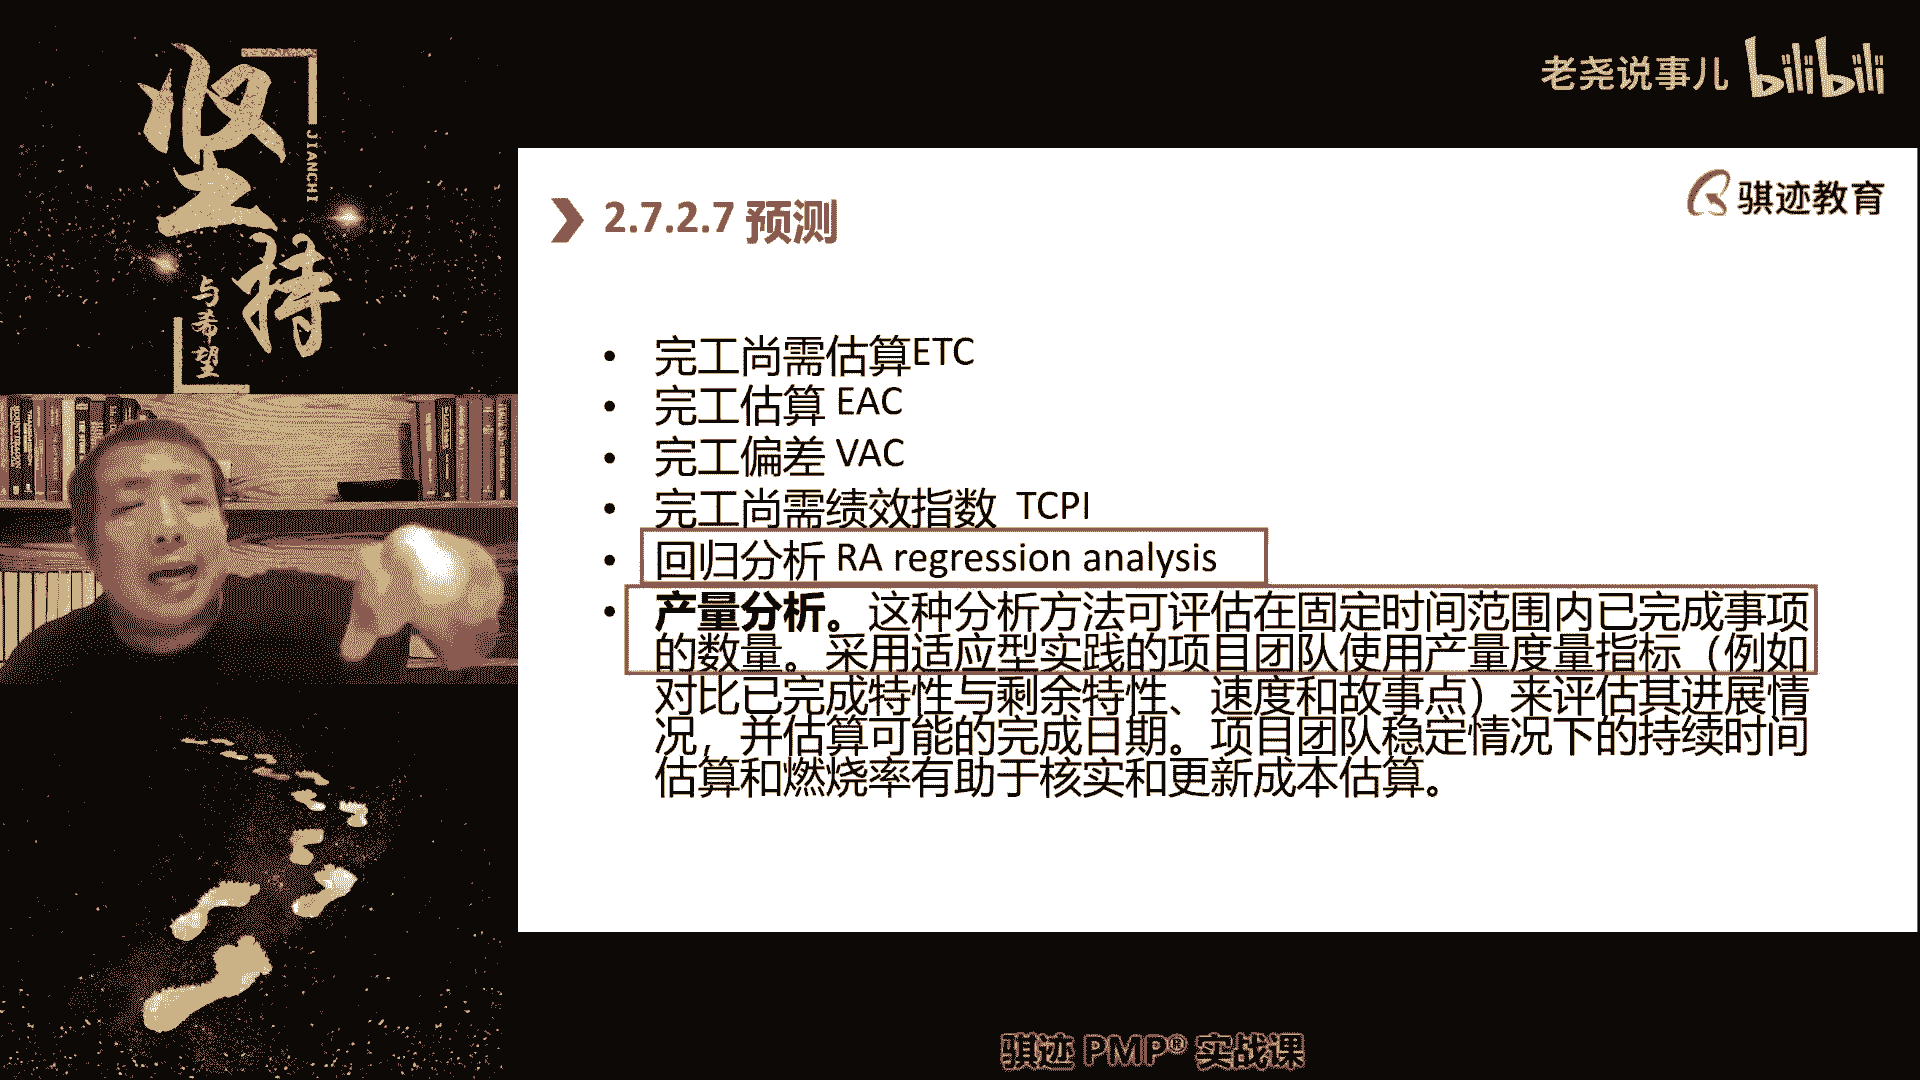 坚持
JIANCHI
与希望
老尧说事儿 bilibili
骐迹教育
2.7.2.7 预测
• 完工尚需估算ETC
• 完工估算 EAC
• 完工偏差 VAC
• 完工尚需绩效指数 TCPI
• 回归分析 RA regression analysis
• 产量分析。这种分析方法可评估在固定时间范围内已完成事项
的数量。采用适应型实践的项目团队使用产量度量指标（例如
对比已完成特性与剩余特性、速度和故事点）来评估其进展情
况，并估算可能的完成日期。项目团队稳定情况下的持续时间
估算和燃烧率有助于核实和更新成本估算。
骐迹 PMP® 实战课